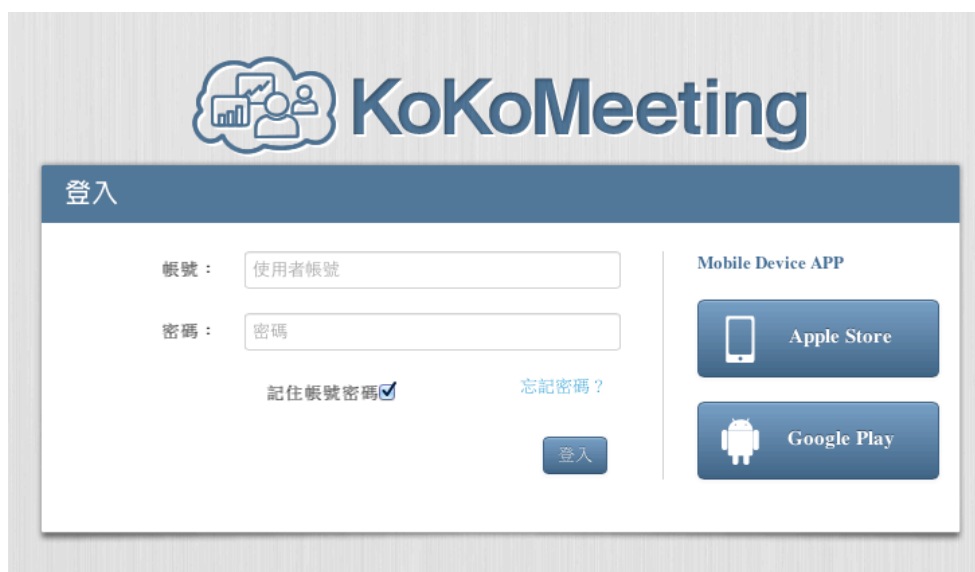 KoKoMeeting
登入
帳號：
使用者帳號
密碼：
密碼
記住帳號密碼
忘記密碼？
登入
Mobile Device APP
Apple Store
Google Play